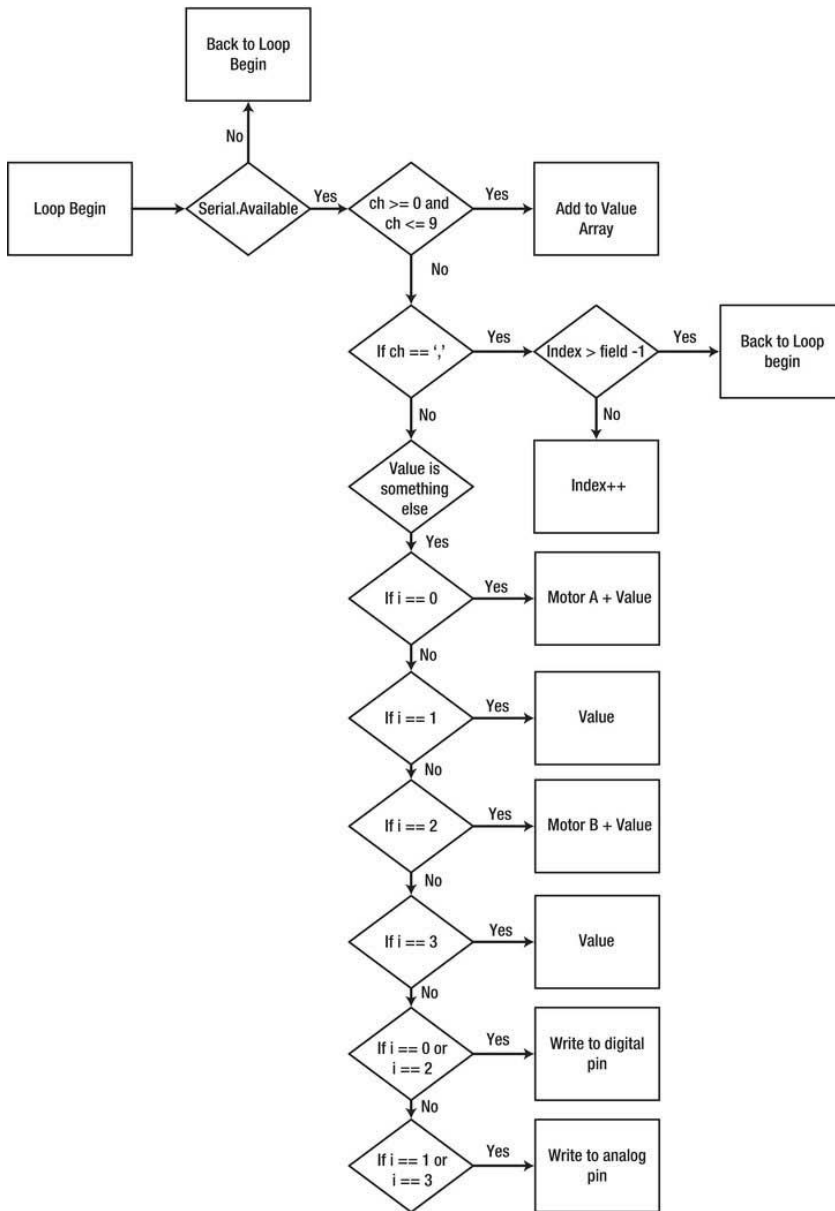 Back to Loop
Begin
No
Loop Begin
Serial.Available
Yes
ch >= 0 and
ch <= 9
Yes
Add to Value
Array
No
If ch == ‘,’
Yes
Index > field -1
Yes
Back to Loop
begin
No
No
Value is
something
else
Index++
Yes
If i == 0
Yes
Motor A + Value
No
If i == 1
Yes
Value
No
If i == 2
Yes
Motor B + Value
No
If i == 3
Yes
Value
No
If i == 0 or
i == 2
Yes
Write to digital
pin
No
If i == 1 or
i == 3
Yes
Write to analog
pin